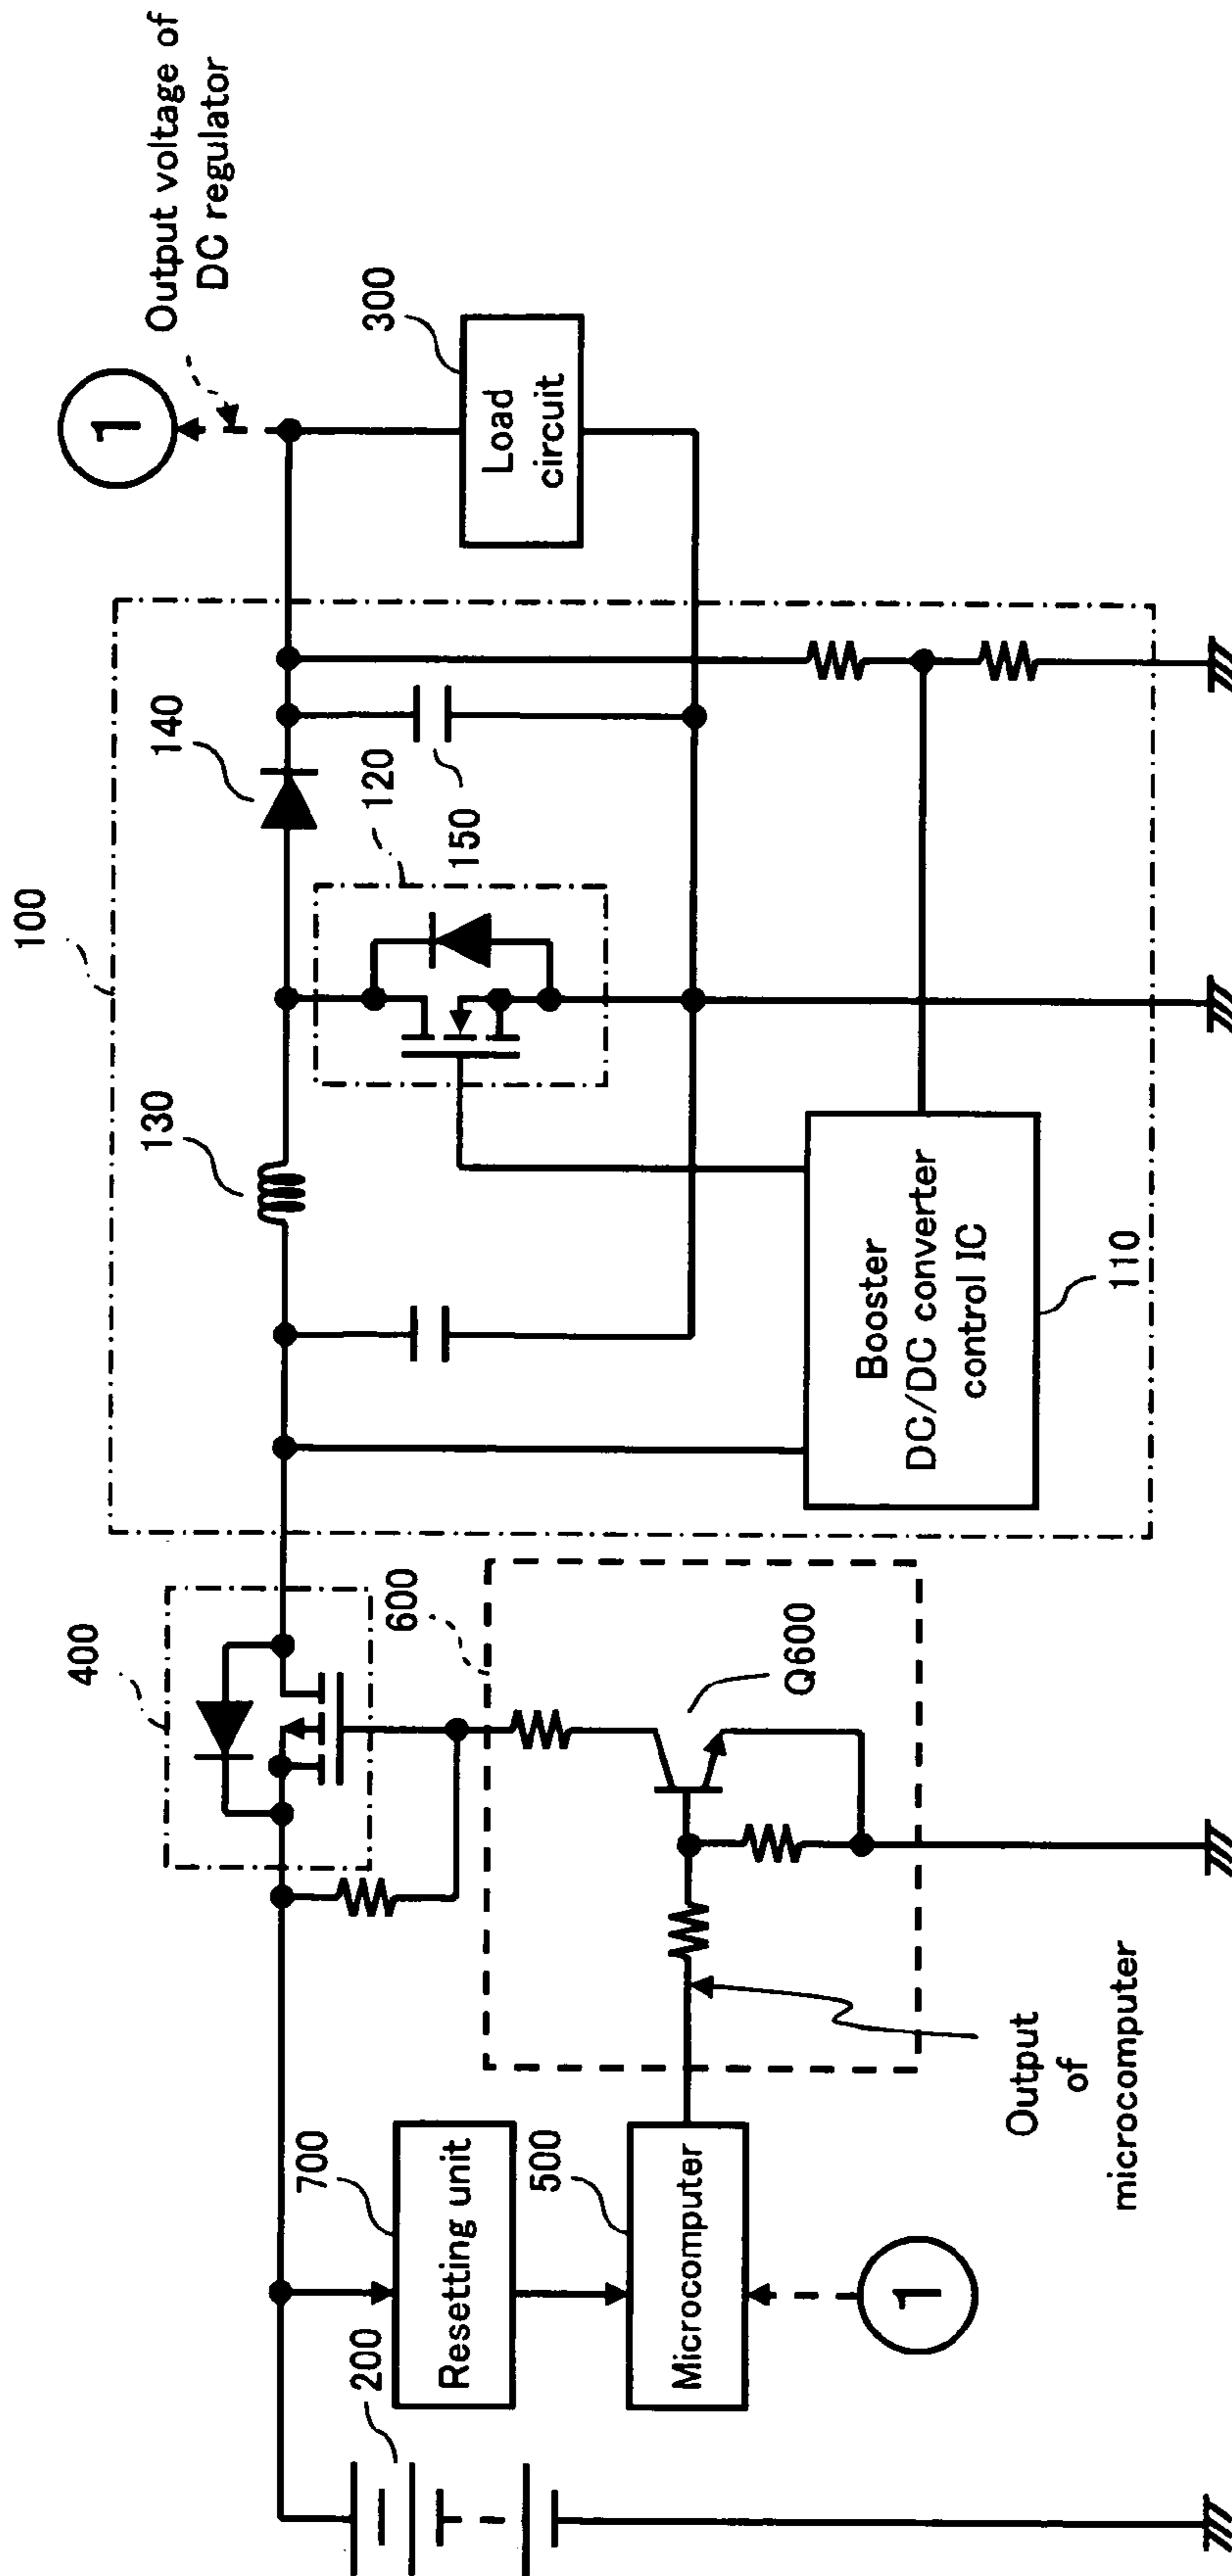 100
130
140
Output voltage of
DC regulator
1
120
150
300
Load
circuit
400
600
Q600
Booster
DC/DC converter
control IC
110
700
Resetting unit
200
500
Microcomputer
1
Output
of
microcomputer